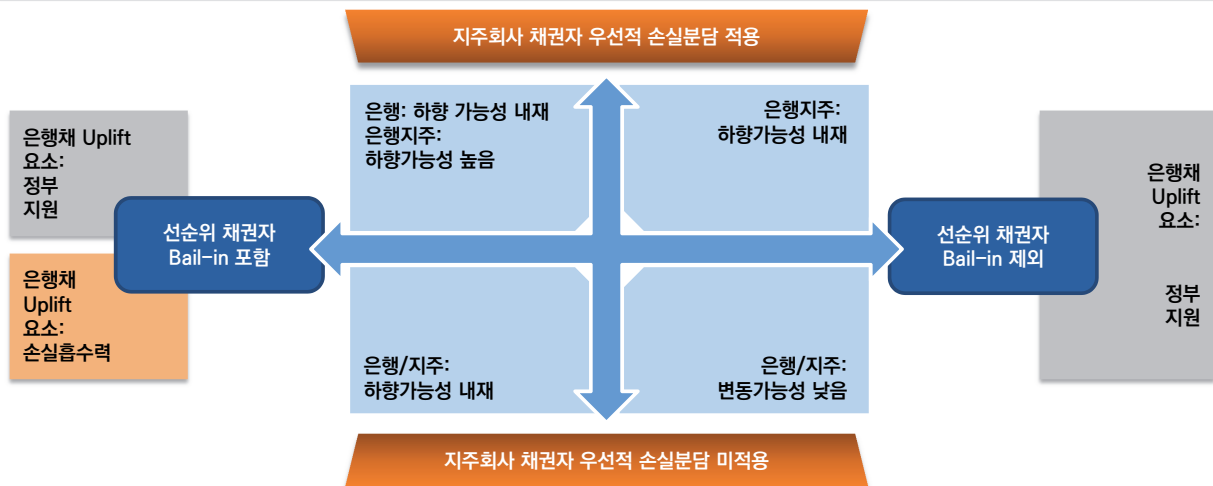 지주회사 채권자 우선적 손실분담 적용
은행채 Uplift
요소:
정부
지원
은행채
Uplift
요소:
손실흡수력
선순위 채권자
Bail-in 포함
은행: 하향 가능성 내재
은행지주:
하향가능성 높음
은행지주:
하향가능성 내재
은행/지주:
하향가능성 내재
은행/지주:
변동가능성 낮음
선순위 채권자
Bail-in 제외
은행채
Uplift
요소:
정부
지원
지주회사 채권자 우선적 손실분담 미적용